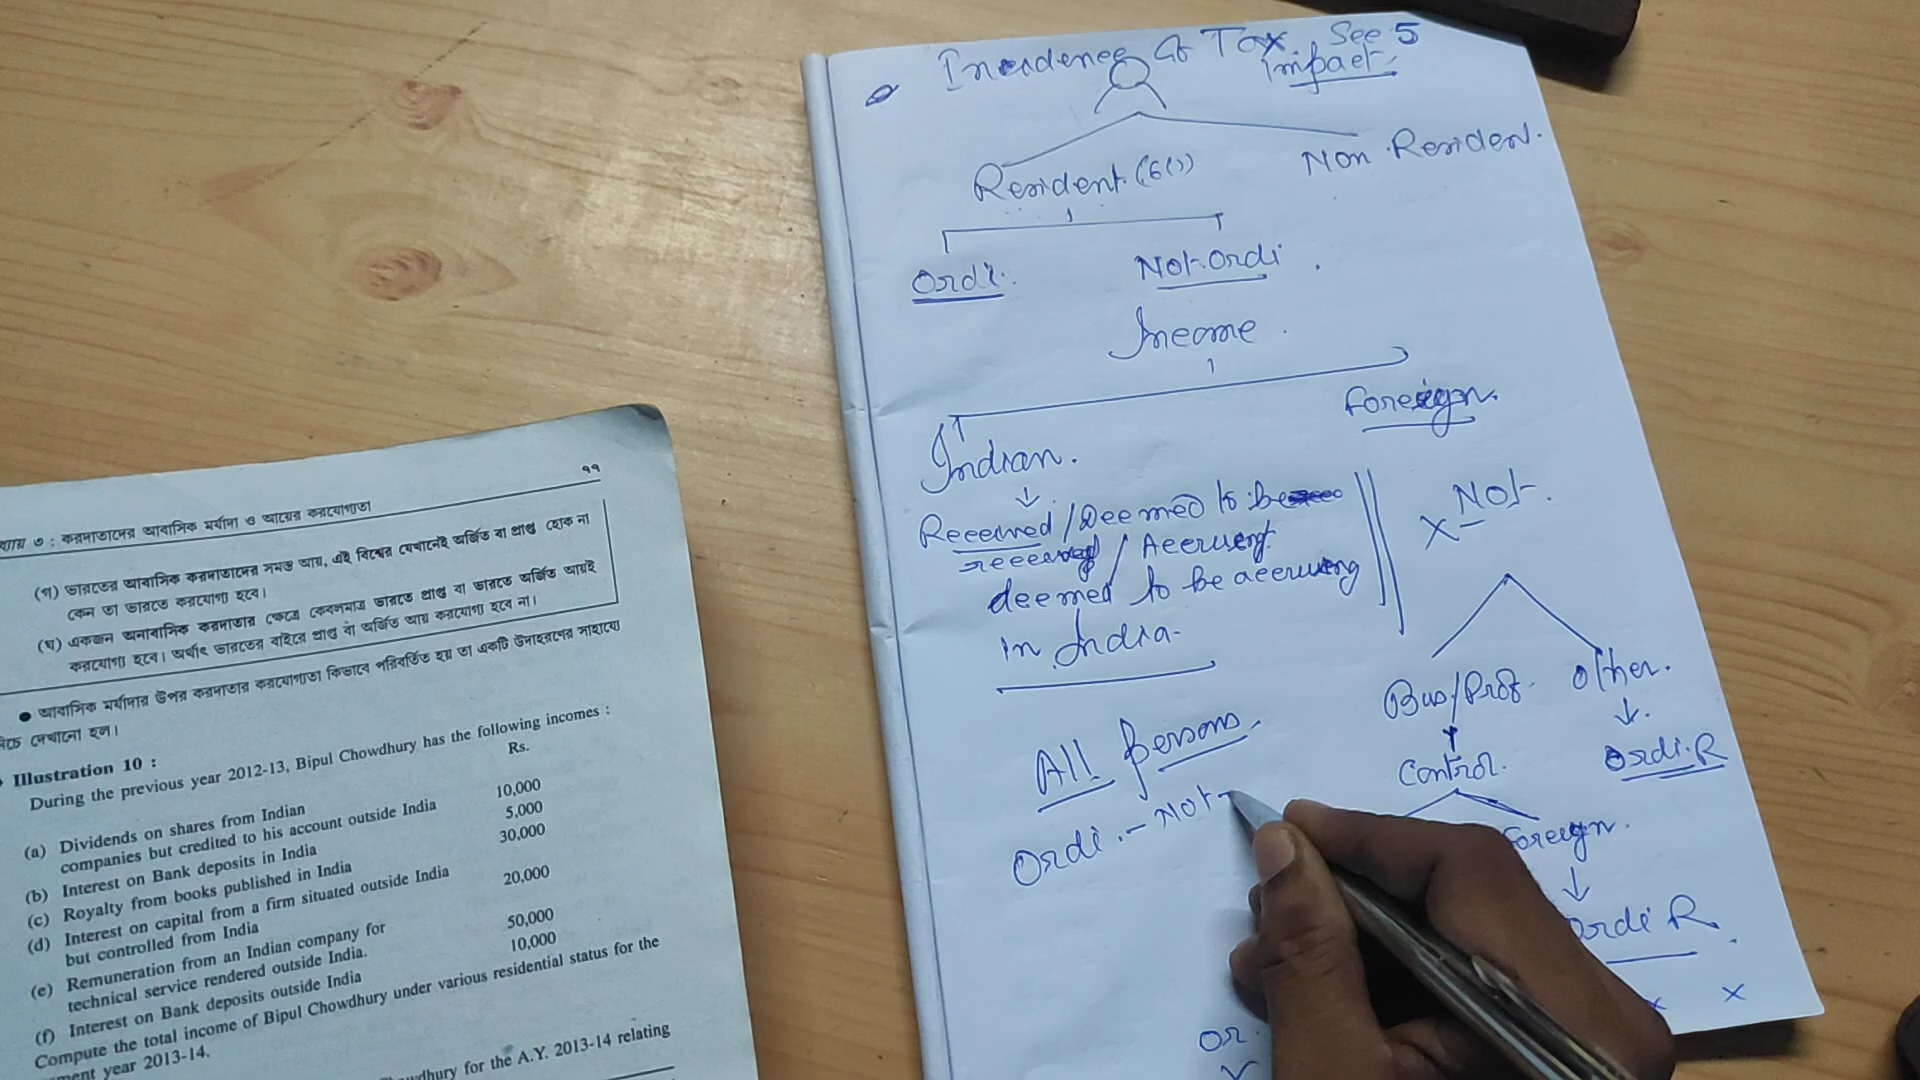 ৭৭
৩ : করদাতাদের আবাসিক মর্যাদা ও আয়ের করযোগ্যতা
(গ) ভারতের আবাসিক করদাতাদের সমস্ত আয়, এই বিশ্বের যেখানেই অর্জিত বা প্রাপ্ত হোক না
কেন তা ভারতে করযোগ্য হবে।
(ঘ) একজন অনাবাসিক করদাতার ক্ষেত্রে কেবলমাত্র ভারতে প্রাপ্ত বা ভারতে অর্জিত আয়ই
করযোগ্য হবে। অর্থাৎ ভারতের বাইরে প্রাপ্ত বা অর্জিত আয় করযোগ্য হবে না।
● আবাসিক মর্যাদার উপর করদাতার করযোগ্যতা কিভাবে পরিবর্তিত হয় তা একটি উদাহরণের সাহায্যে
দেখানো হল।
Illustration 10 :
During the previous year 2012-13, Bipul Chowdhury has the following incomes :
Rs.
(a) Dividends on shares from Indian
companies but credited to his account outside India 10,000
(b) Interest on Bank deposits in India 5,000
(c) Royalty from books published in India 30,000
(d) Interest on capital from a firm situated outside India
but controlled from India 20,000
(e) Remuneration from an Indian company for
technical service rendered outside India. 50,000
(f) Interest on Bank deposits outside India 10,000
Compute the total income of Bipul Chowdhury under various residential status for the
year 2013-14.
for the A.Y. 2013-14 relating
Incidence of Tax. See 5
Impact.
Resident (6(1)) Non Residen.
Ordi. Not-Ordi.
Income.
Indian. Foreign.
Received / Deemed to be
/ Accruent
deemed to be accruing
in India.
Not.
X
Bus/Prof. Other.
Control. Ordi. R
Foreign.
Ordi R.
X
All Persons.
Ordi. - Not-
Or.